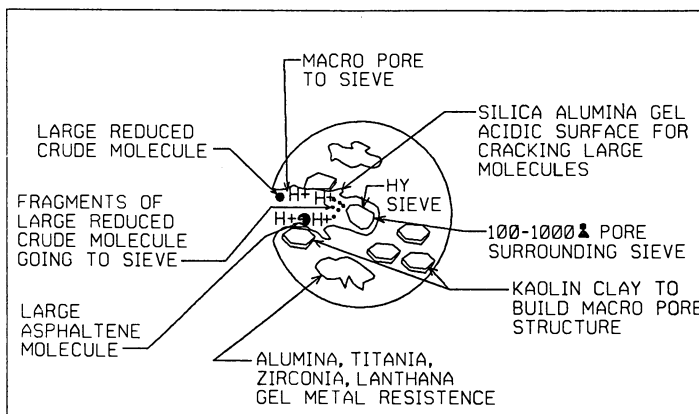 MACRO PORE
TO SIEVE
LARGE REDUCED
CRUDE MOLECULE
SILICA ALUMINA GEL
ACIDIC SURFACE FOR
CRACKING LARGE
MOLECULES
FRAGMENTS OF
LARGE REDUCED
CRUDE MOLECULE
GOING TO SIEVE
H+ H+
HY
SIEVE
H+ H+
100-1000Å PORE
SURROUNDING SIEVE
KAOLIN CLAY TO
BUILD MACRO PORE
STRUCTURE
LARGE
ASPHALTENE
MOLECULE
ALUMINA, TITANIA,
ZIRCONIA, LANTHANA
GEL METAL RESISTENCE